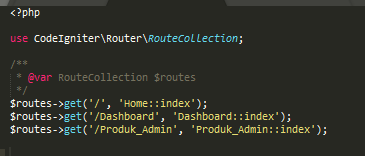 <?php
use CodeIgniter\Router\RouteCollection;
/**
 * @var RouteCollection $routes
 */
$routes->get('/', 'Home::index');
$routes->get('/Dashboard', 'Dashboard::index');
$routes->get('/Produk_Admin', 'Produk_Admin::index');